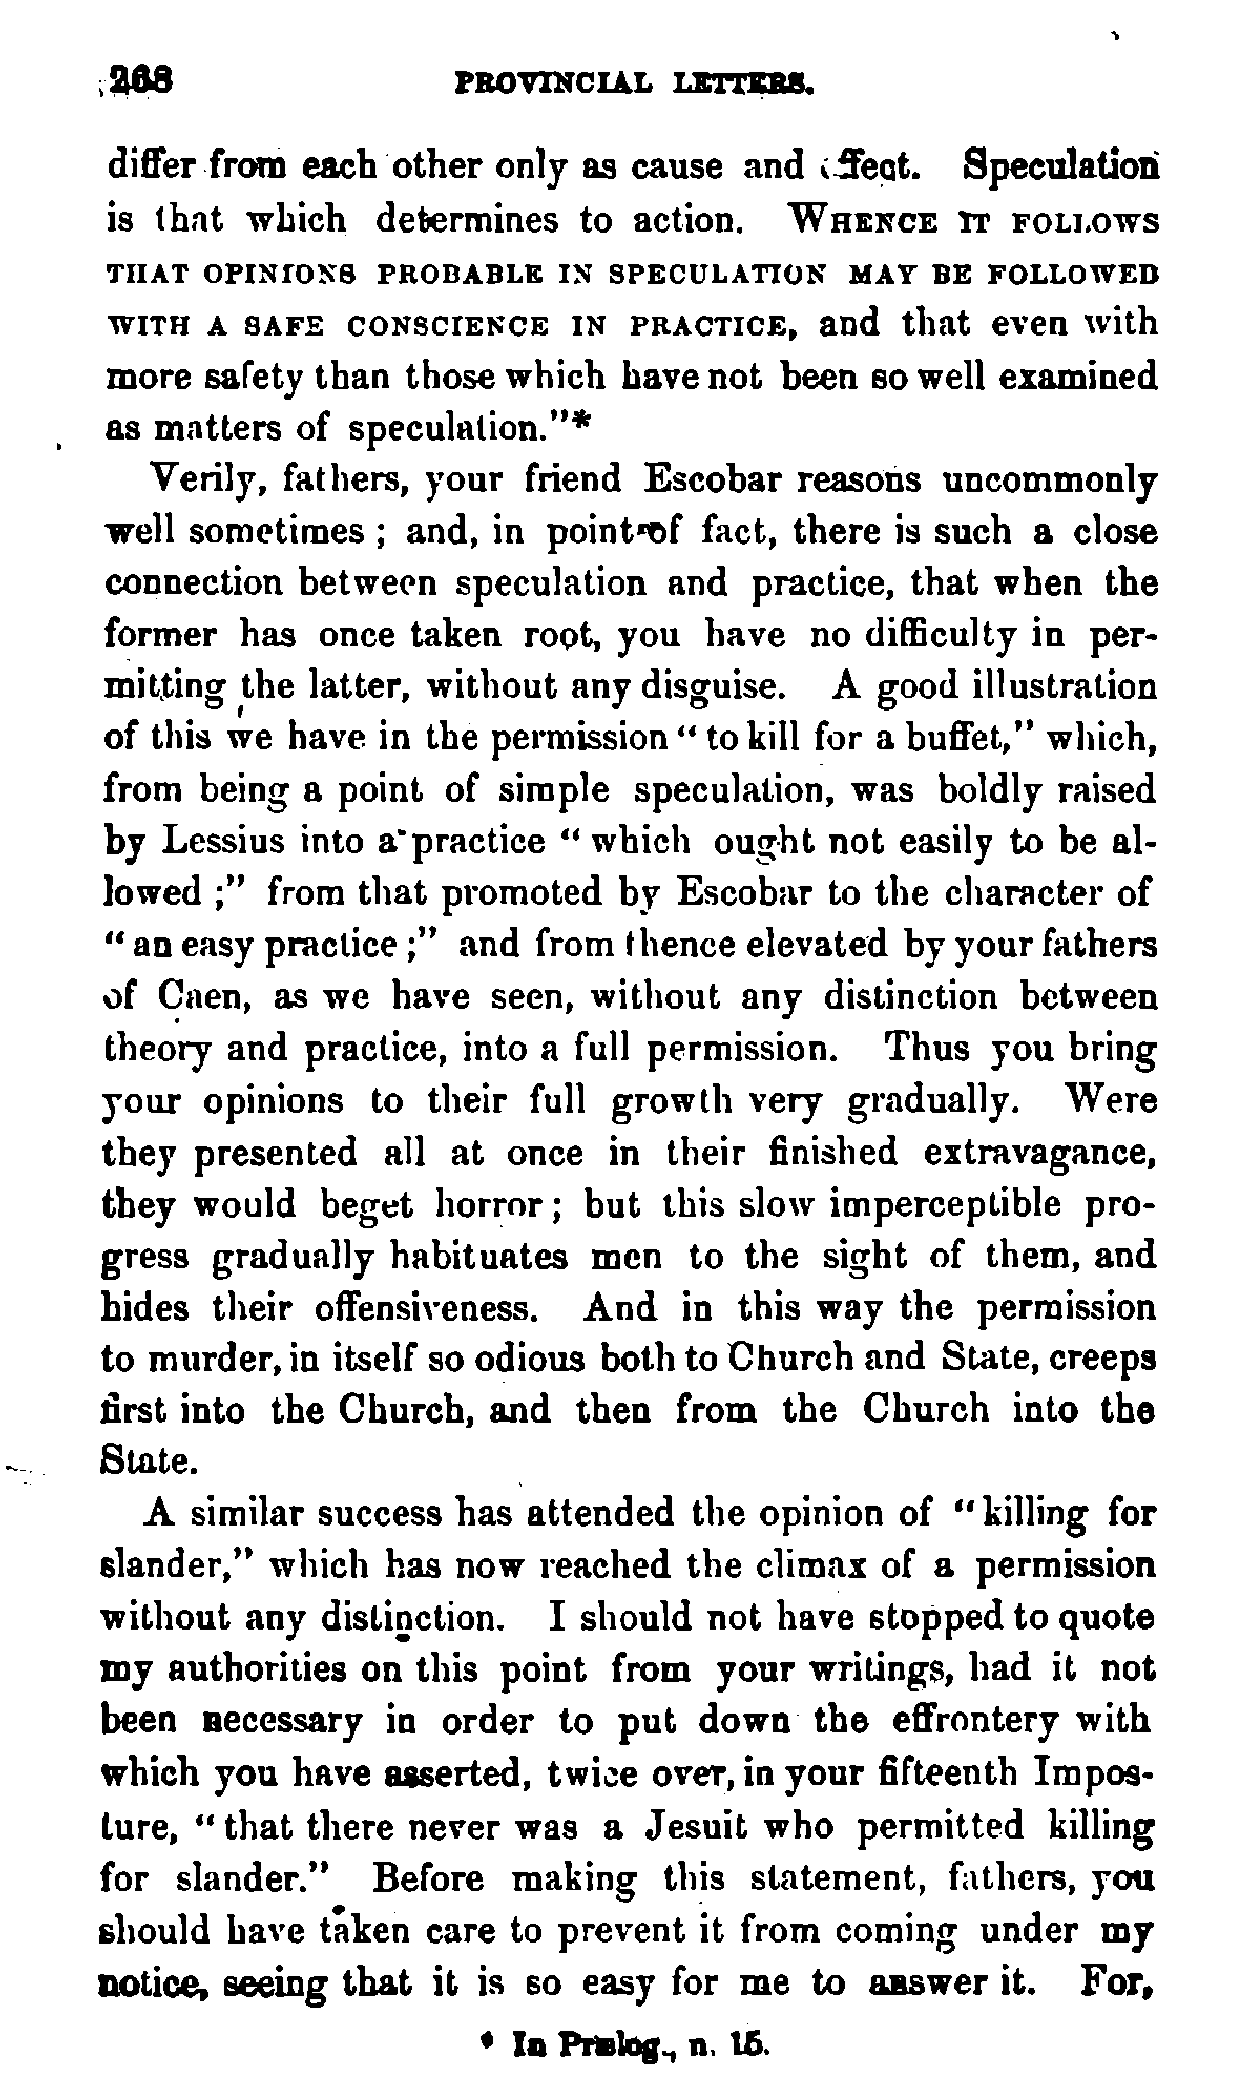 268 PROVINCIAL LETTERS.
differ from each other only as cause and effect. Speculation
is that which determines to action. WHENCE IT FOLLOWS
THAT OPINIONS PROBABLE IN SPECULATION MAY BE FOLLOWED
WITH A SAFE CONSCIENCE IN PRACTICE, and that even with
more safety than those which have not been so well examined
as matters of speculation."*
Verily, fathers, your friend Escobar reasons uncommonly
well sometimes ; and, in point of fact, there is such a close
connection between speculation and practice, that when the
former has once taken root, you have no difficulty in per-
mitting the latter, without any disguise. A good illustration
of this we have in the permission " to kill for a buffet," which,
from being a point of simple speculation, was boldly raised
by Lessius into a practice " which ought not easily to be al-
lowed ;" from that promoted by Escobar to the character of
" an easy practice ;" and from thence elevated by your fathers
of Caen, as we have seen, without any distinction between
theory and practice, into a full permission. Thus you bring
your opinions to their full growth very gradually. Were
they presented all at once in their finished extravagance,
they would beget horror ; but this slow imperceptible pro-
gress gradually habituates men to the sight of them, and
hides their offensiveness. And in this way the permission
to murder, in itself so odious both to Church and State, creeps
first into the Church, and then from the Church into the
State.
A similar success has attended the opinion of " killing for
slander," which has now reached the climax of a permission
without any distinction. I should not have stopped to quote
my authorities on this point from your writings, had it not
been necessary in order to put down the effrontery with
which you have asserted, twice over, in your fifteenth Impos-
ture, " that there never was a Jesuit who permitted killing
for slander." Before making this statement, fathers, you
should have taken care to prevent it from coming under my
notice, seeing that it is so easy for me to answer it. For,
* In Prælog., n. 15.